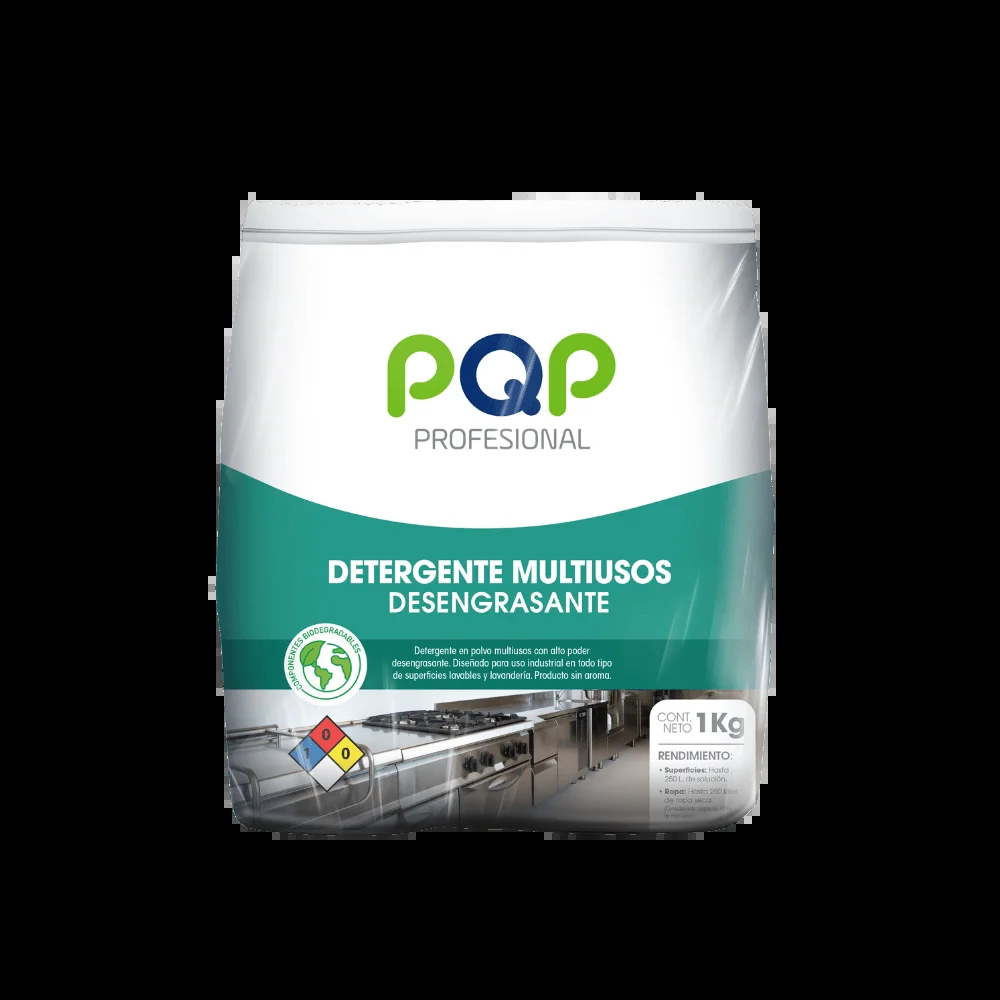 PQP
PROFESIONAL
DETERGENTE MULTIUSOS
DESENGRASANTE
COMPONENTES BIODEGRADABLES
Detergente en polvo multiusos con alto poder
desengrasante. Diseñado para uso industrial en todo tipo
de superficies lavables y lavandería. Producto sin aroma.
0
1
0
CONT.
NETO 1Kg
RENDIMIENTO:
• Superficies: Hasta
250 L. de solución.
• Ropa: Hasta 250 kilos
de ropa seca.